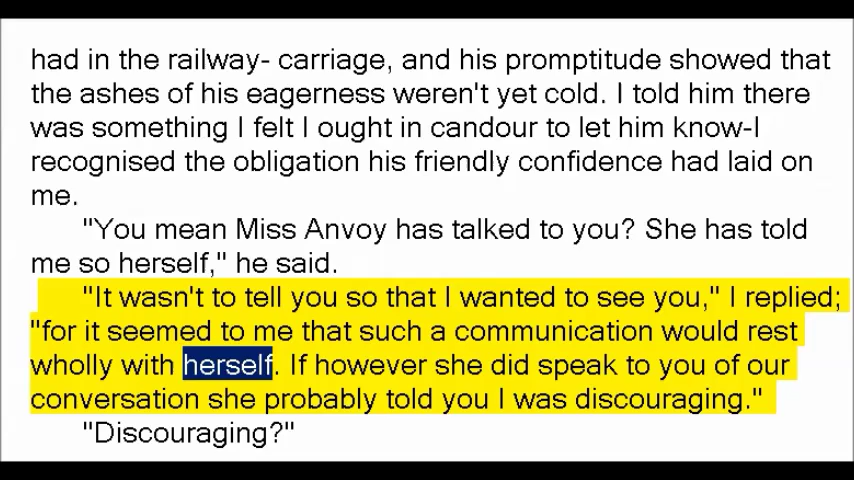 had in the railway- carriage, and his promptitude showed that
the ashes of his eagerness weren't yet cold. I told him there
was something I felt I ought in candour to let him know-I
recognised the obligation his friendly confidence had laid on
me.
"You mean Miss Anvoy has talked to you? She has told
me so herself," he said.
"It wasn't to tell you so that I wanted to see you," I replied;
"for it seemed to me that such a communication would rest
wholly with herself. If however she did speak to you of our
conversation she probably told you I was discouraging."
"Discouraging?"